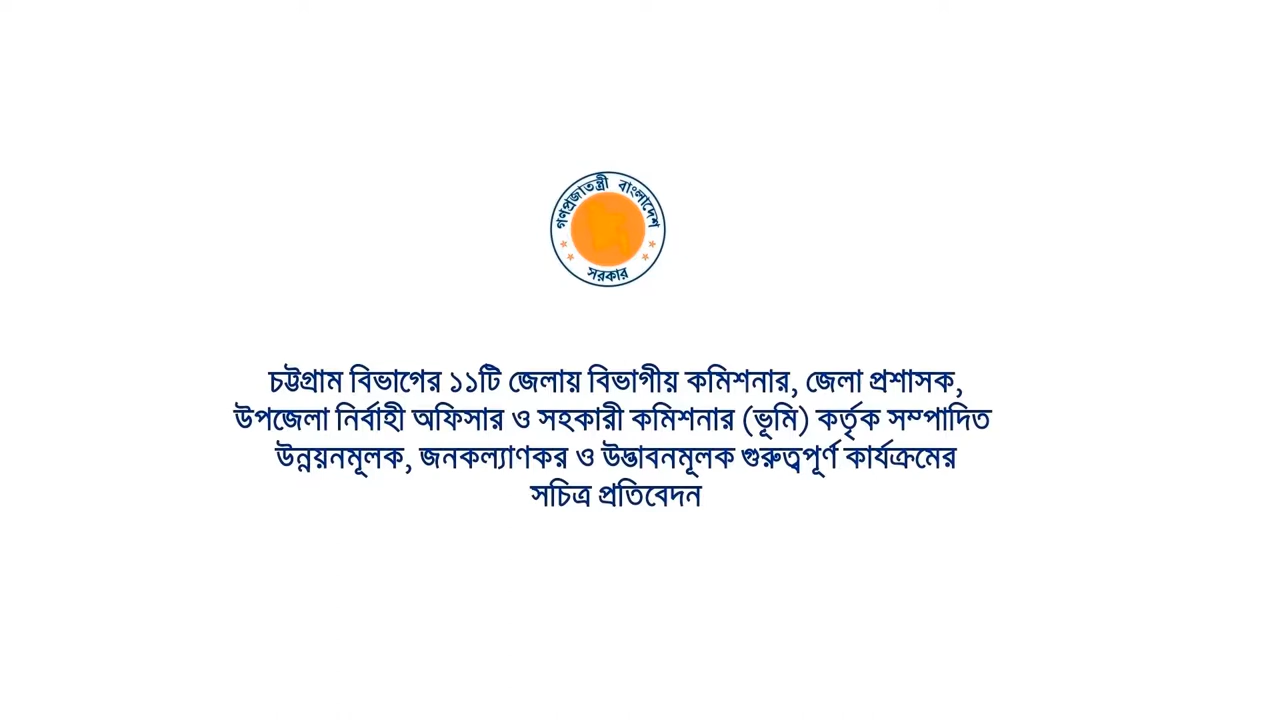 গণপ্রজাতন্ত্রী বাংলাদেশ
সরকার
চট্টগ্রাম বিভাগের ১১টি জেলায় বিভাগীয় কমিশনার, জেলা প্রশাসক,
উপজেলা নির্বাহী অফিসার ও সহকারী কমিশনার (ভূমি) কর্তৃক সম্পাদিত
উন্নয়নমূলক, জনকল্যাণকর ও উদ্ভাবনমূলক গুরুত্বপূর্ণ কার্যক্রমের
সচিত্র প্রতিবেদন